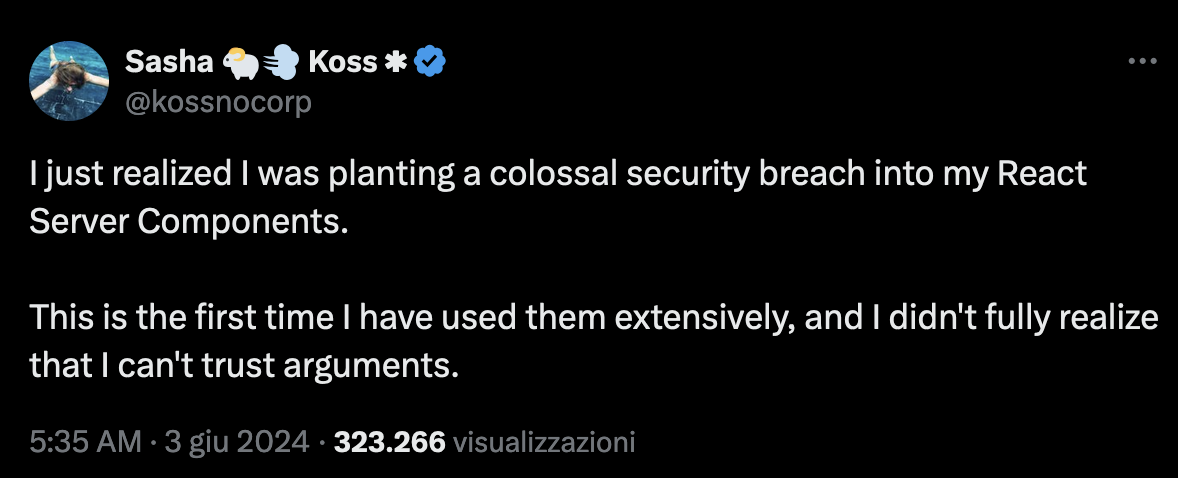 Sasha 🐏💨 Koss ✱
@kossnocorp
I just realized I was planting a colossal security breach into my React
Server Components.
This is the first time I have used them extensively, and I didn't fully realize
that I can't trust arguments.
5:35 AM · 3 giu 2024 · 323.266 visualizzazioni